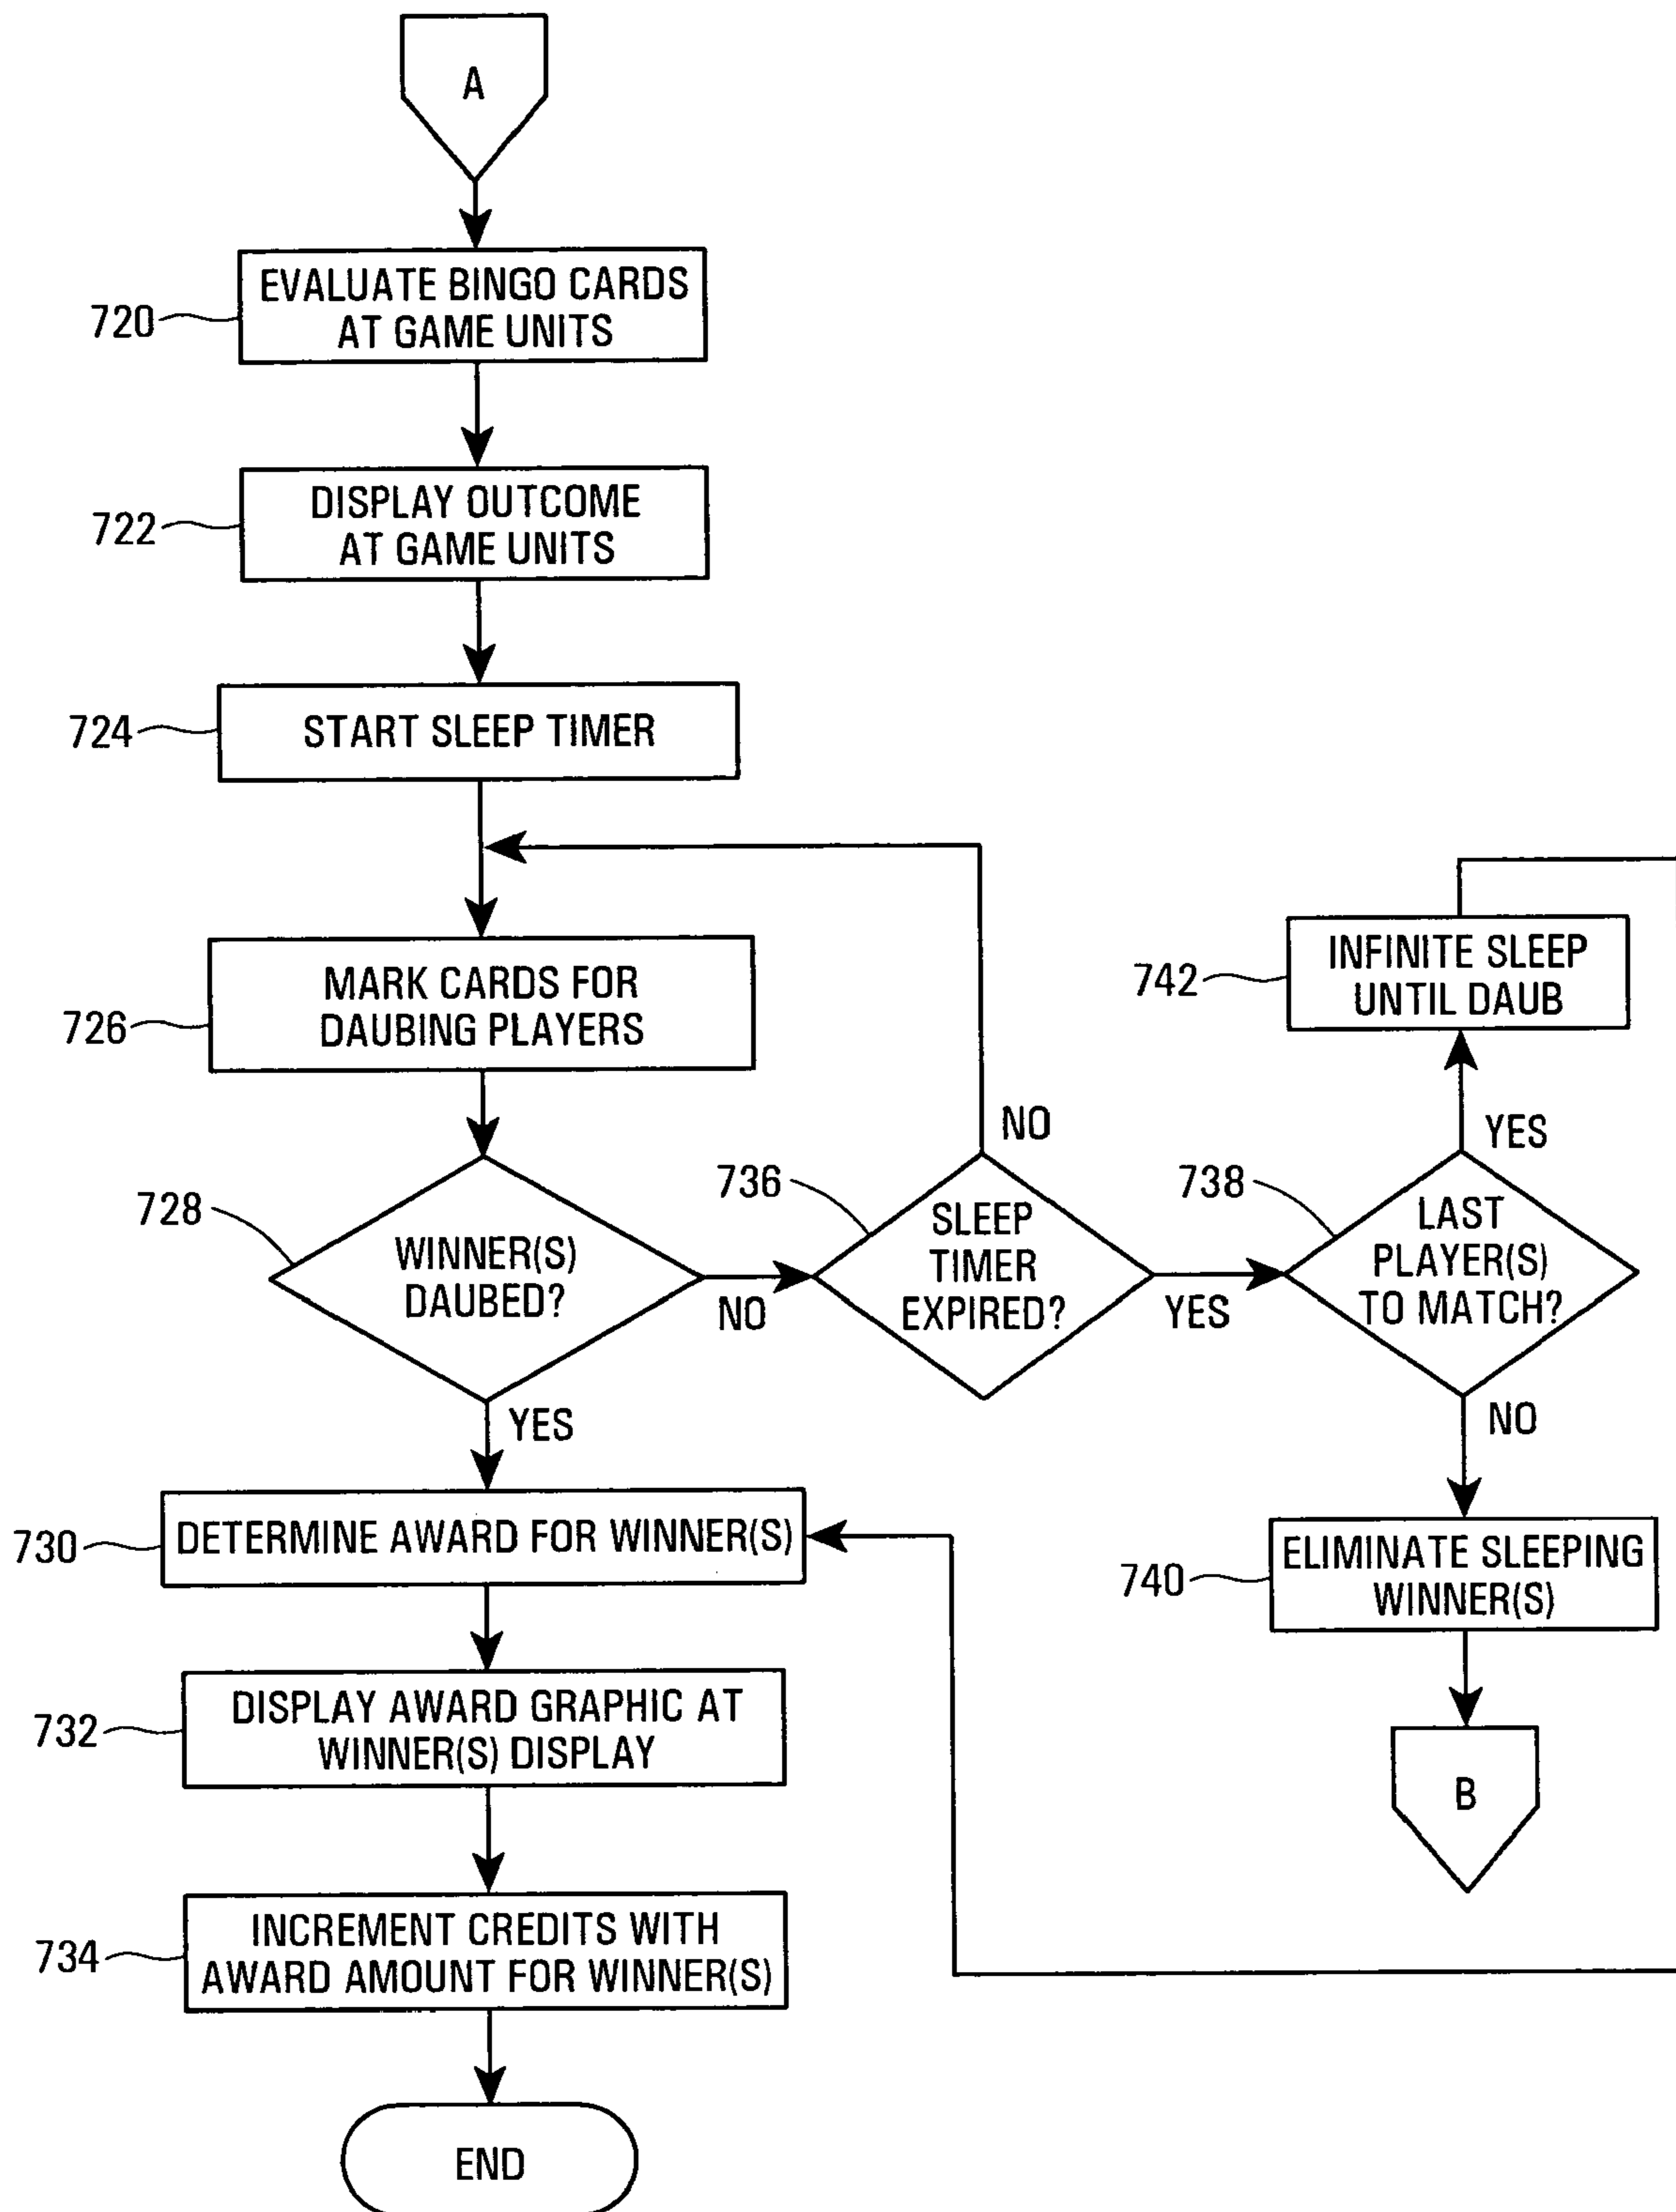 A
720
EVALUATE BINGO CARDS
AT GAME UNITS
722
DISPLAY OUTCOME
AT GAME UNITS
724
START SLEEP TIMER
726
MARK CARDS FOR
DAUBING PLAYERS
742
INFINITE SLEEP
UNTIL DAUB
728
WINNER(S)
DAUBED?
NO
YES
736
SLEEP
TIMER
EXPIRED?
NO
YES
738
LAST
PLAYER(S)
TO MATCH?
YES
NO
730
DETERMINE AWARD FOR WINNER(S)
740
ELIMINATE SLEEPING
WINNER(S)
732
DISPLAY AWARD GRAPHIC AT
WINNER(S) DISPLAY
B
734
INCREMENT CREDITS WITH
AWARD AMOUNT FOR WINNER(S)
END